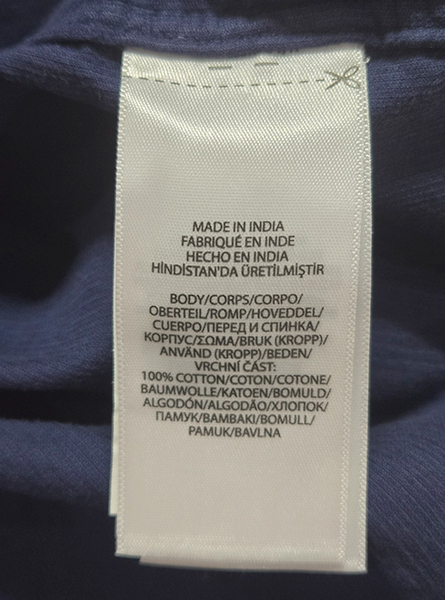 MADE IN INDIA
FABRIQUÉ EN INDE
HECHO EN INDIA
HİNDİSTAN'DA ÜRETİLMİŞTİR
BODY/CORPS/CORPO/
OBERTEIL/ROMP/HOVEDDEL/
CUERPO/ПЕРЕД И СПИНКА/
КОРПУС/ΣΩΜΑ/BRUK (KROPP)/
ANVÄND (KROPP)/BEDEN/
VRCHNÍ ČÁST:
100% COTTON/COTON/COTONE/
BAUMWOLLE/KATOEN/BOMULD/
ALGODÓN/ALGODÃO/ХЛОПОК/
ПАМУК/ΒΑΜΒΑΚΙ/BOMULL/
PAMUK/BAVLNA